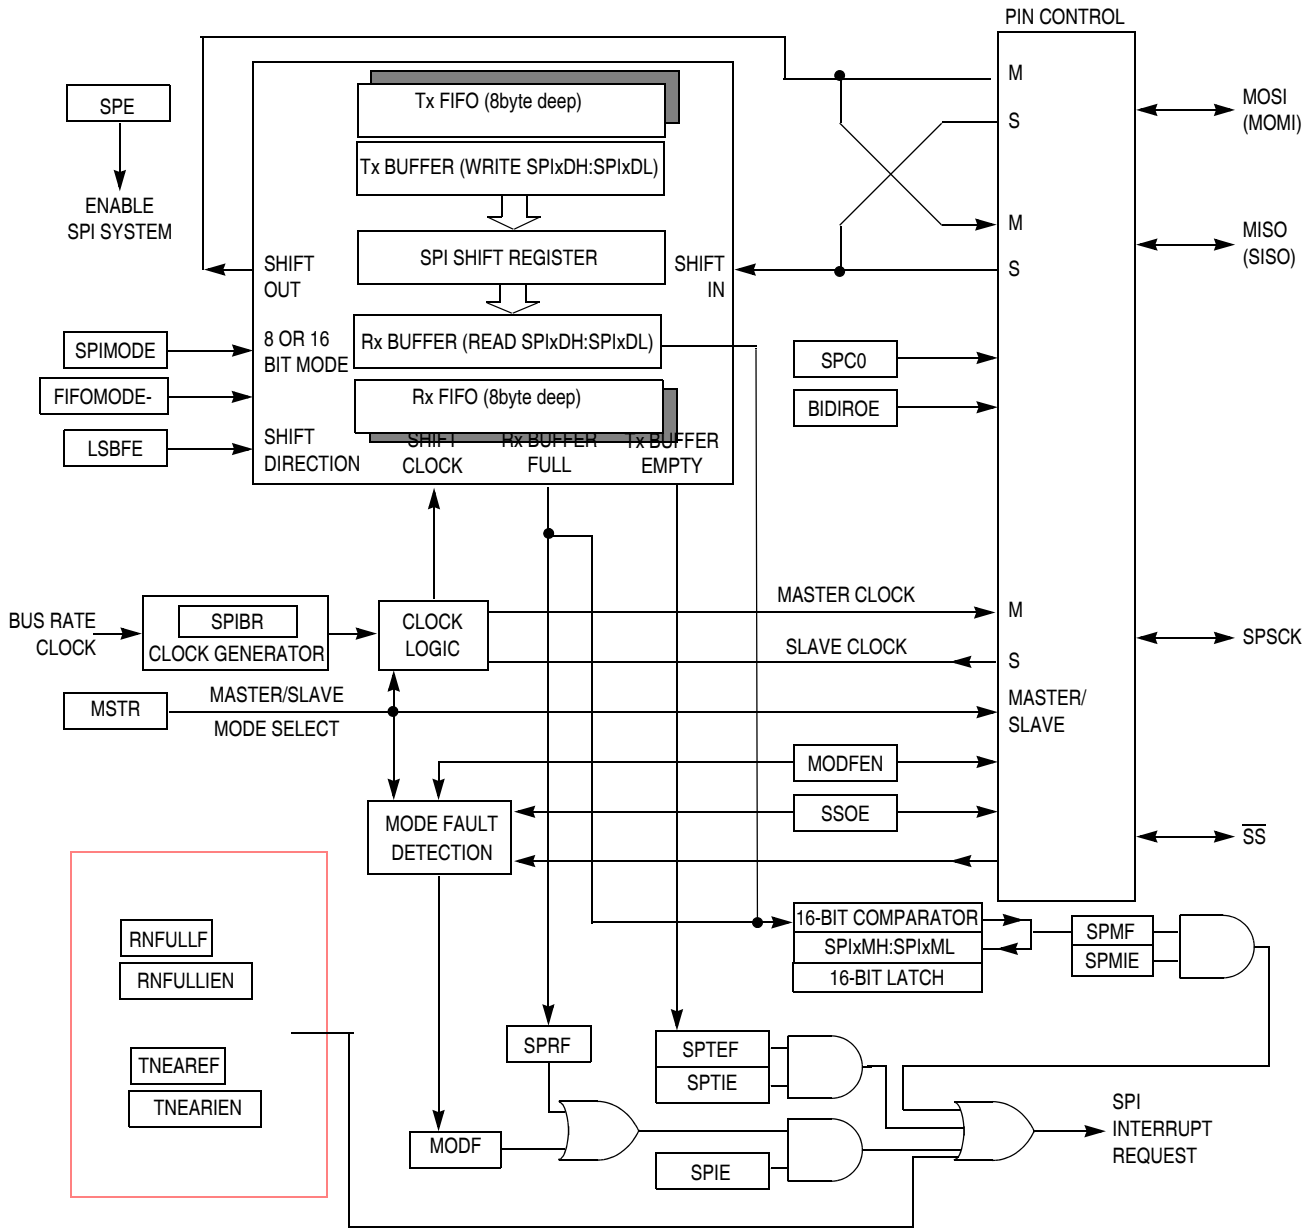 PIN CONTROL
SPE
ENABLE
SPI SYSTEM
Tx FIFO (8byte deep)
Tx BUFFER (WRITE SPIxDH:SPIxDL)
SPI SHIFT REGISTER
SHIFT
OUT
SHIFT
IN
Rx BUFFER (READ SPIxDH:SPIxDL)
8 OR 16
BIT MODE
Rx FIFO (8byte deep)
SHIFT
DIRECTION
SHIFT
CLOCK
Rx BUFFER
FULL
Tx BUFFER
EMPTY
SPIMODE
FIFOMODE-
LSBFE
M
S
M
S
MOSI
(MOMI)
MISO
(SISO)
SPC0
BIDIROE
BUS RATE
CLOCK
SPIBR
CLOCK GENERATOR
CLOCK
LOGIC
MASTER CLOCK
M
SLAVE CLOCK
S
SPSCK
MSTR
MASTER/SLAVE
MODE SELECT
MASTER/
SLAVE
MODFEN
SSOE
MODE FAULT
DETECTION
SS
RNFULLF
RNFULLIEN
TNEAREF
TNEARIEN
16-BIT COMPARATOR
SPIxMH:SPIxML
16-BIT LATCH
SPMF
SPMIE
SPRF
SPTEF
SPTIE
MODF
SPIE
SPI
INTERRUPT
REQUEST